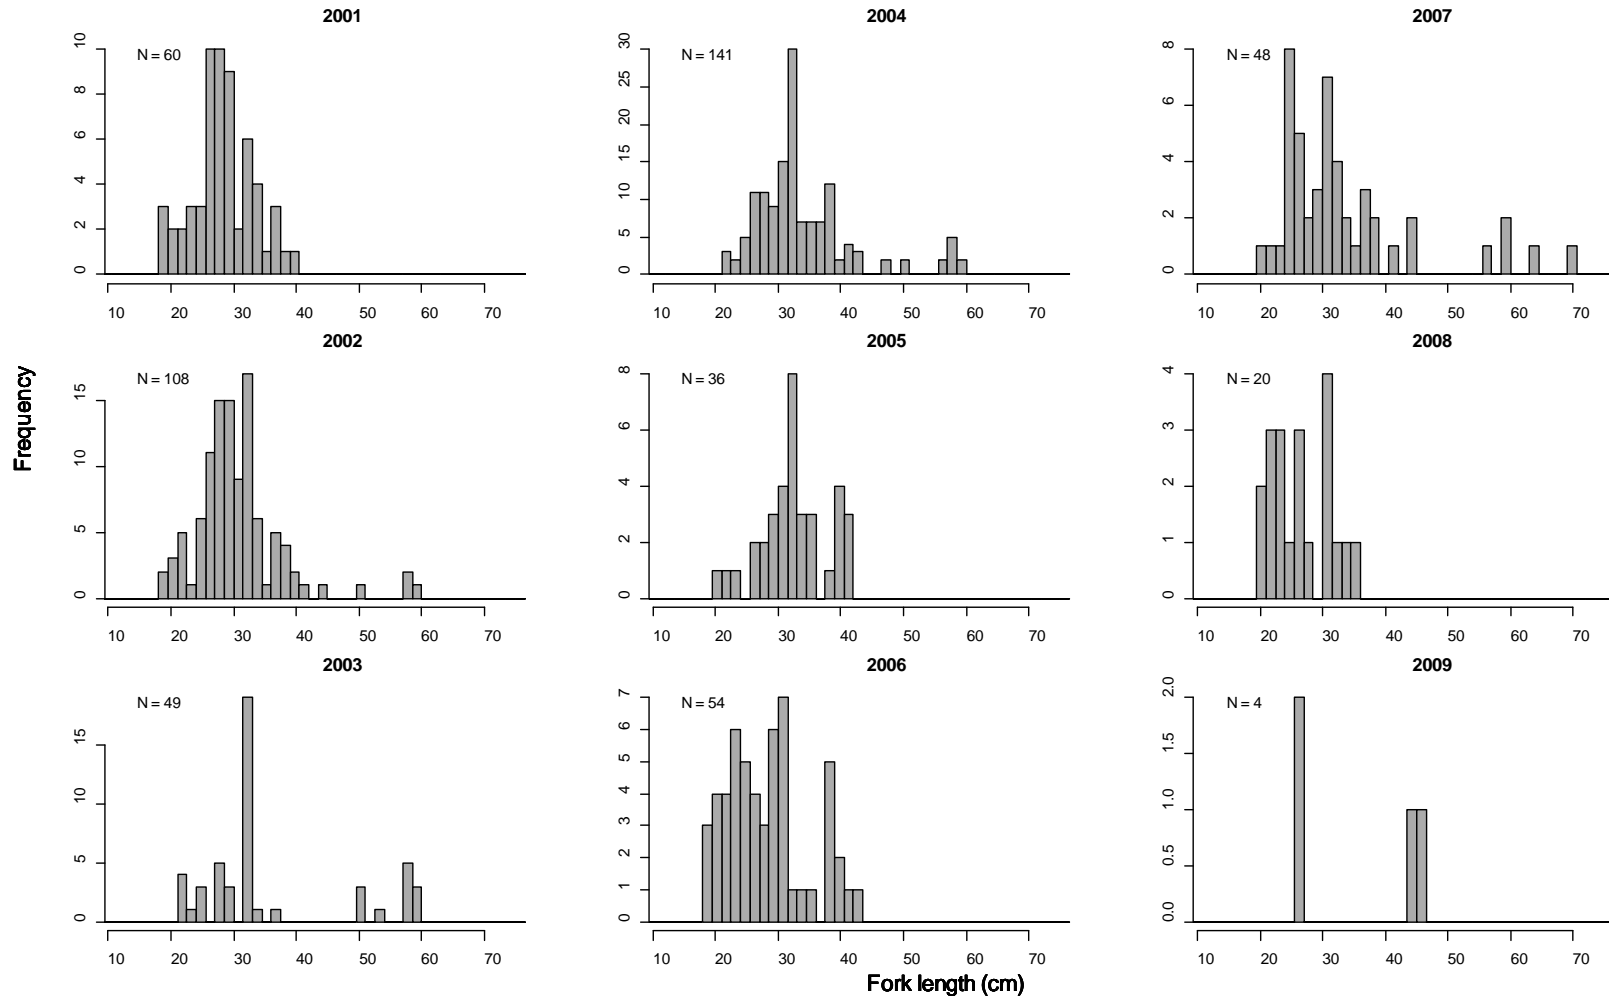 2001
N = 60
0 2 4 6 8 10
10 20 30 40 50 60 70
2004
N = 141
0 5 10 15 20 25 30
10 20 30 40 50 60 70
2007
N = 48
0 2 4 6 8
10 20 30 40 50 60 70
Frequency
2002
N = 108
0 5 10 15
10 20 30 40 50 60 70
2005
N = 36
0 2 4 6 8
10 20 30 40 50 60 70
2008
N = 20
0 1 2 3 4
10 20 30 40 50 60 70
2003
N = 49
0 5 10 15
10 20 30 40 50 60 70
2006
N = 54
0 1 2 3 4 5 6 7
10 20 30 40 50 60 70
2009
N = 4
0.0 0.5 1.0 1.5 2.0
10 20 30 40 50 60 70
Fork length (cm)